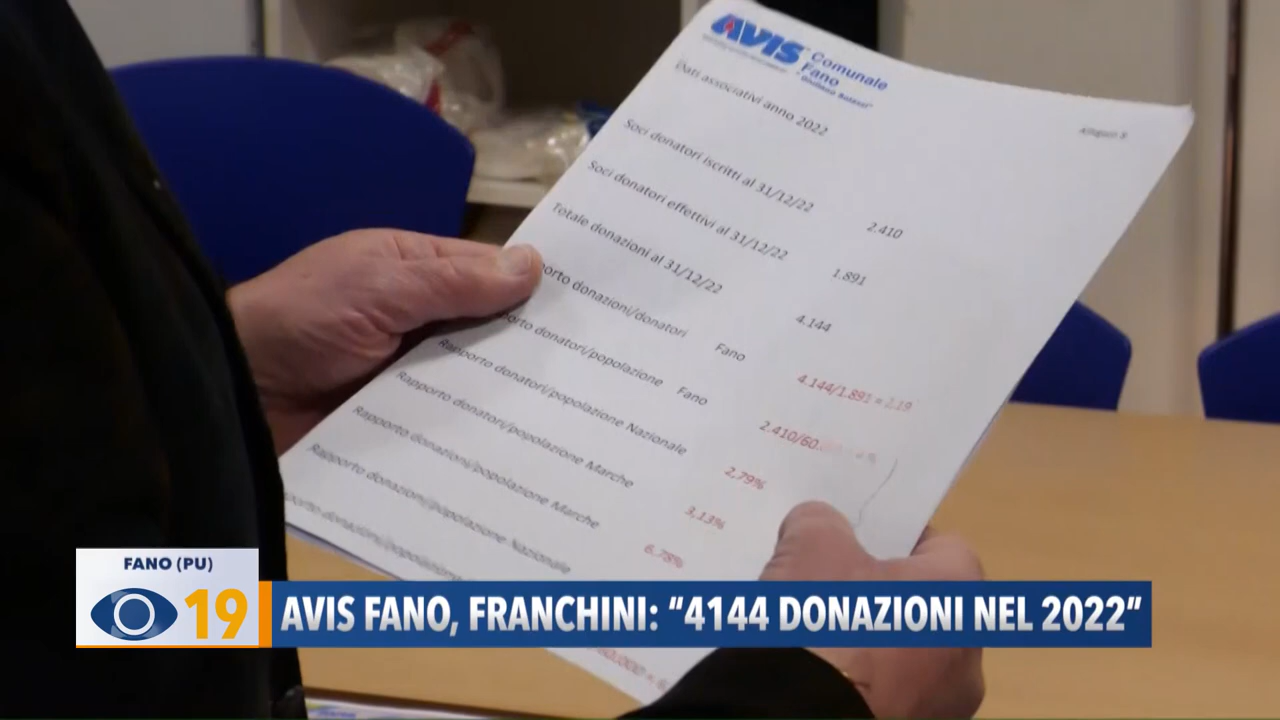 AVIS Comunale
Fano
Allegato B
Dati associativi anno 2022
Soci donatori iscritti al 31/12/22 2.410
Soci donatori effettivi al 31/12/22 1.891
Totale donazioni al 31/12/22 4.144
porto donazioni/donatori Fano 4.144/1.891 = 2.19
porto donatori/popolazione Fano 2.410/60.
Rapporto donatori/popolazione Nazionale 2,79%
Rapporto donatori/popolazione Marche 3,13%
Rapporto donazioni/popolazione Marche 6.78%
Rapporto donazioni/popolazione Nazionale
FANO (PU)
19
AVIS FANO, FRANCHINI: “4144 DONAZIONI NEL 2022”